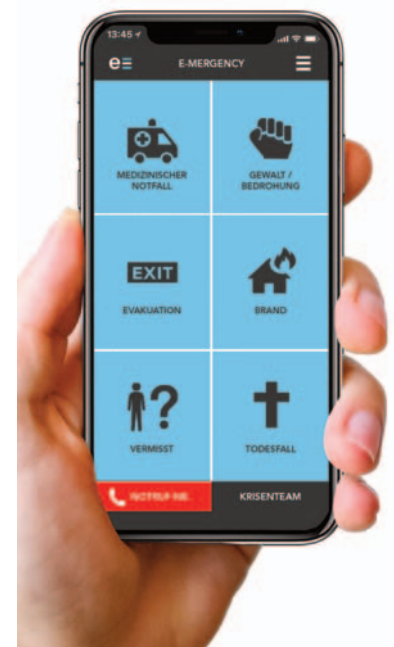 13:45
e
E-MERGENCY
MEDIZINISCHER
NOTFALL
GEWALT /
BEDROHUNG
EXIT
EVAKUATION
BRAND
?
VERMISST
TODESFALL
KRISENTEAM